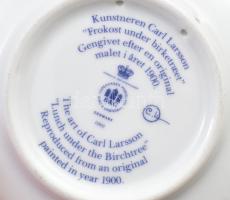 Kunstneren Carl Larsson
"Frokost under birketræet"
Gengivet efter en original
malet i året 1900.
DENMARK
The art of Carl Larsson
"Lunch under the Birchtree"
Reproduced from an original
painted in year 1900.